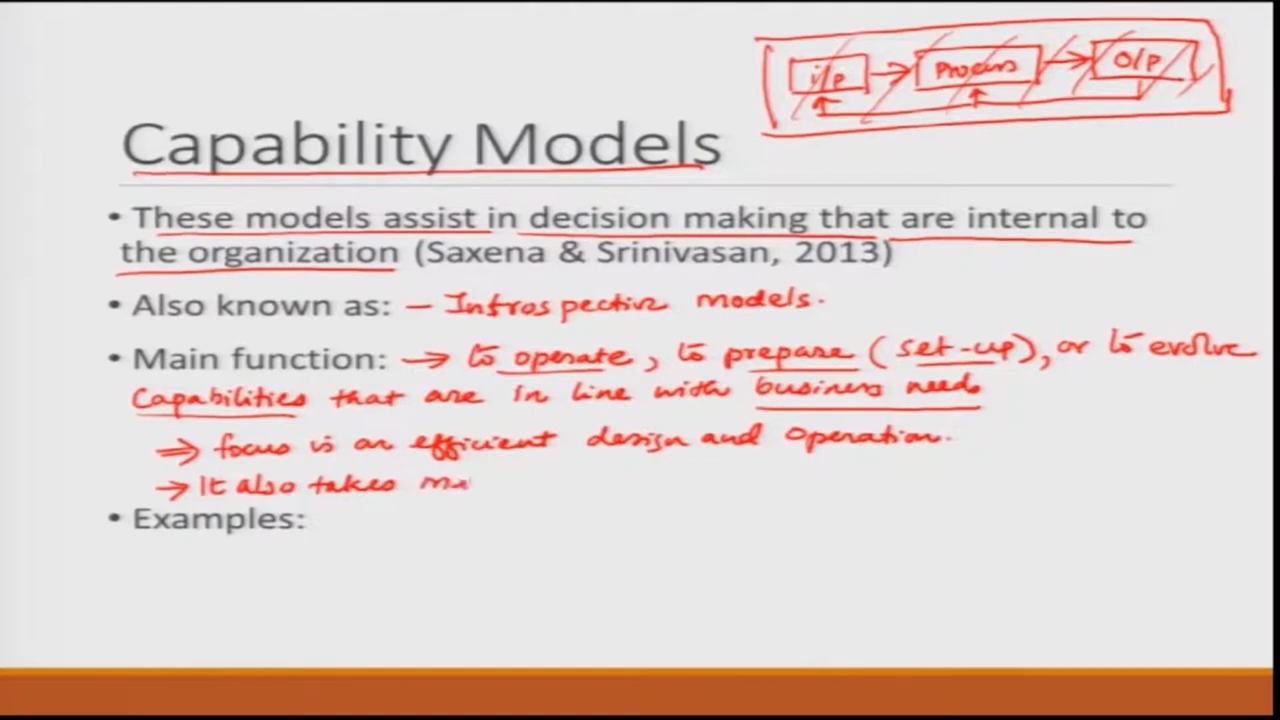 i/p → Process → O/P
Capability Models
• These models assist in decision making that are internal to
the organization (Saxena & Srinivasan, 2013)
• Also known as: – Introspective models.
• Main function: → to operate, to prepare (set-up), or to evolve
Capabilities that are in line with business needs
⇒ focus is on efficient design and operation.
→ It also takes
• Examples: